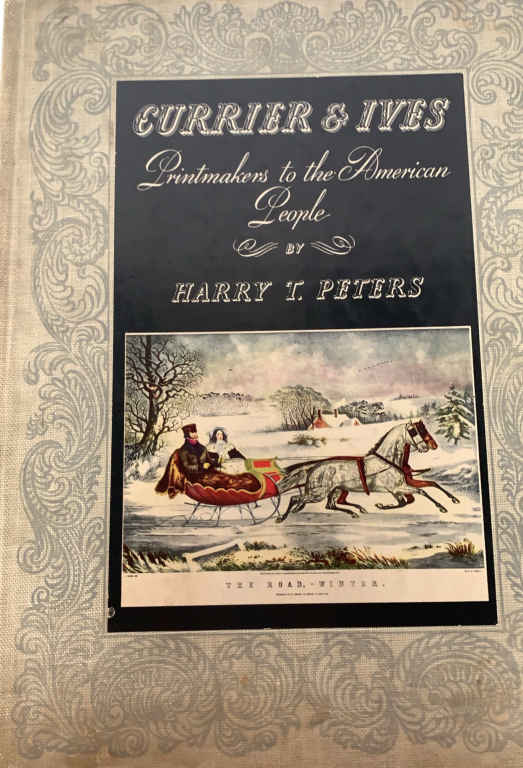 CURRIER & IVES
Printmakers to the American
People
BY
HARRY T. PETERS
THE ROAD, - WINTER.